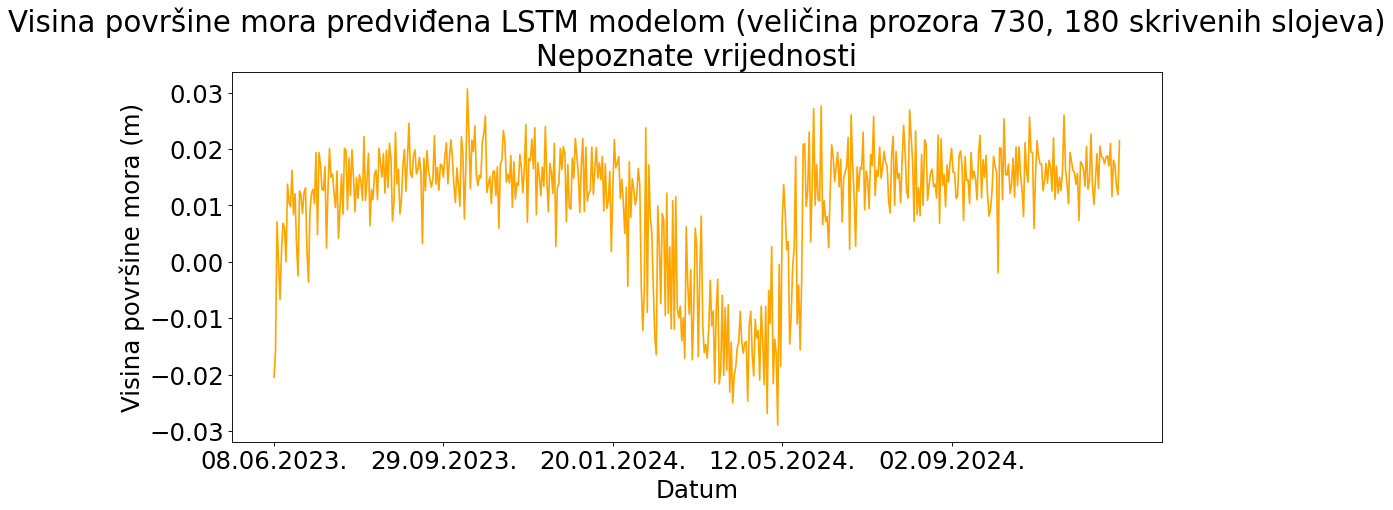 Visina površine mora predviđena LSTM modelom (veličina prozora 730, 180 skrivenih slojeva)
Nepoznate vrijednosti
Visina površine mora (m)
0.03
0.02
0.01
0.00
−0.01
−0.02
−0.03
08.06.2023. 29.09.2023. 20.01.2024. 12.05.2024. 02.09.2024.
Datum